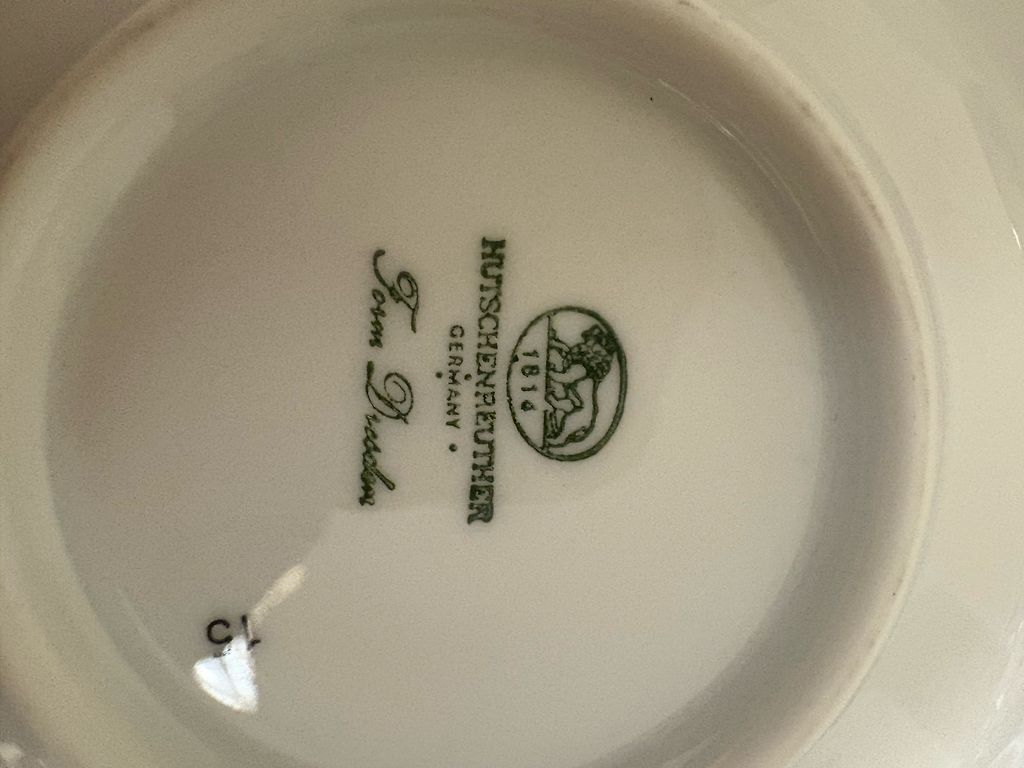 1814
HUTSCHENREUTHER
GERMANY
Form Dresden